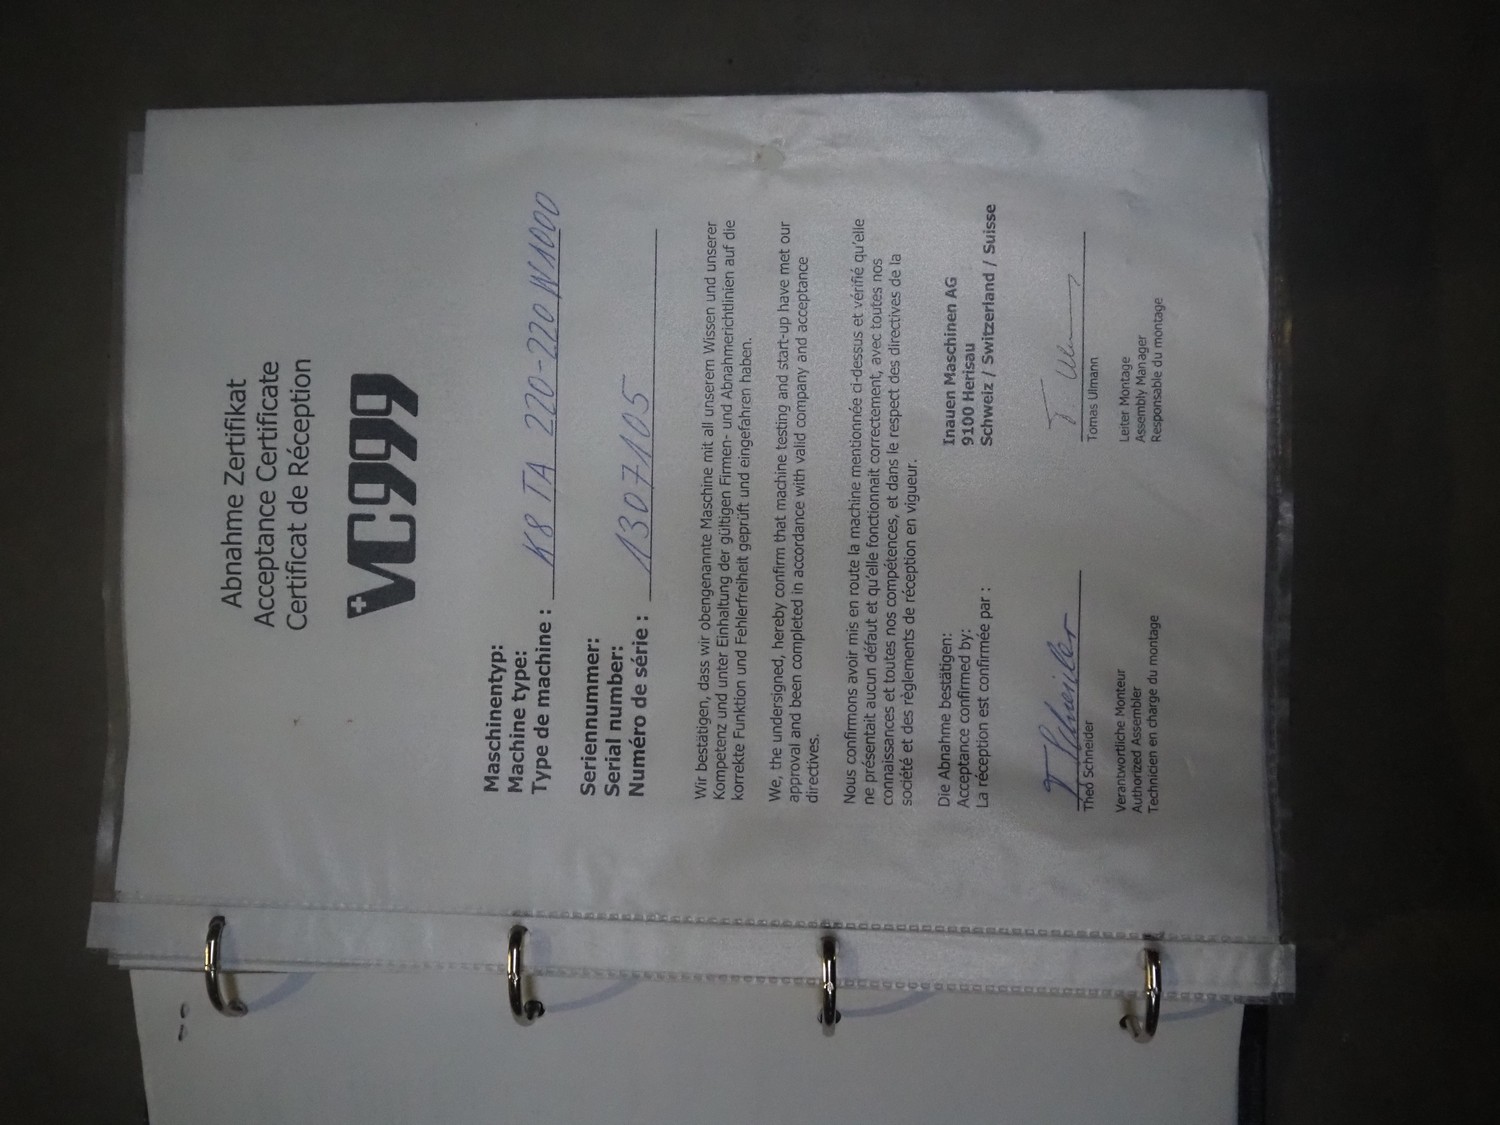 Abnahme Zertifikat
Acceptance Certificate
Certificat de Réception
VC999
Maschinentyp:
Machine type:
Type de machine : K8 TA 220-220 N1000
Seriennummer:
Serial number:
Numéro de série : 1307105
Wir bestätigen, dass wir obengenannte Maschine mit all unserem Wissen und unserer
Kompetenz und unter Einhaltung der gültigen Firmen- und Abnahmerichtlinien auf die
korrekte Funktion und Fehlerfreiheit geprüft und eingefahren haben.
We, the undersigned, hereby confirm that machine testing and start-up have met our
approval and been completed in accordance with valid company and acceptance
directives.
Nous confirmons avoir mis en route la machine mentionnée ci-dessus et vérifié qu'elle
ne présentait aucun défaut et qu'elle fonctionnait correctement, avec toutes nos
connaissances et toutes nos compétences, et dans le respect des directives de la
société et des règlements de réception en vigueur.
Die Abnahme bestätigen:
Acceptance confirmed by:
La réception est confirmée par :
Inauen Maschinen AG
9100 Herisau
Schweiz / Switzerland / Suisse
T Schneider
Theo Schneider
Verantwortliche Monteur
Authorized Assembler
Technicien en charge du montage
T. Ulmann
Tomas Ulmann
Leiter Montage
Assembly Manager
Responsable du montage